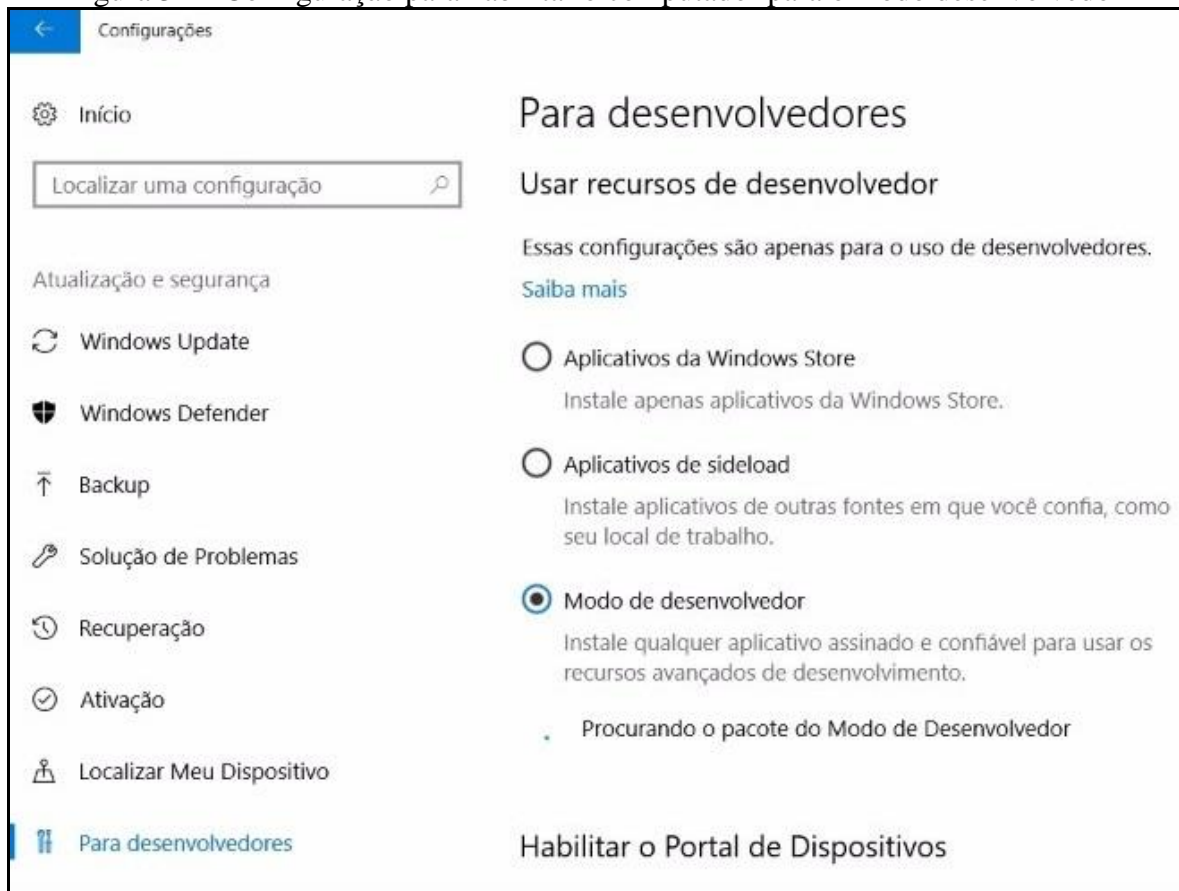 Configurações
Início
Localizar uma configuração
Atualização e segurança
Windows Update
Windows Defender
Backup
Solução de Problemas
Recuperação
Ativação
Localizar Meu Dispositivo
Para desenvolvedores
Para desenvolvedores
Usar recursos de desenvolvedor
Essas configurações são apenas para o uso de desenvolvedores.
Saiba mais
Aplicativos da Windows Store
Instale apenas aplicativos da Windows Store.
Aplicativos de sideload
Instale aplicativos de outras fontes em que você confia, como
seu local de trabalho.
Modo de desenvolvedor
Instale qualquer aplicativo assinado e confiável para usar os
recursos avançados de desenvolvimento.
Procurando o pacote do Modo de Desenvolvedor
Habilitar o Portal de Dispositivos